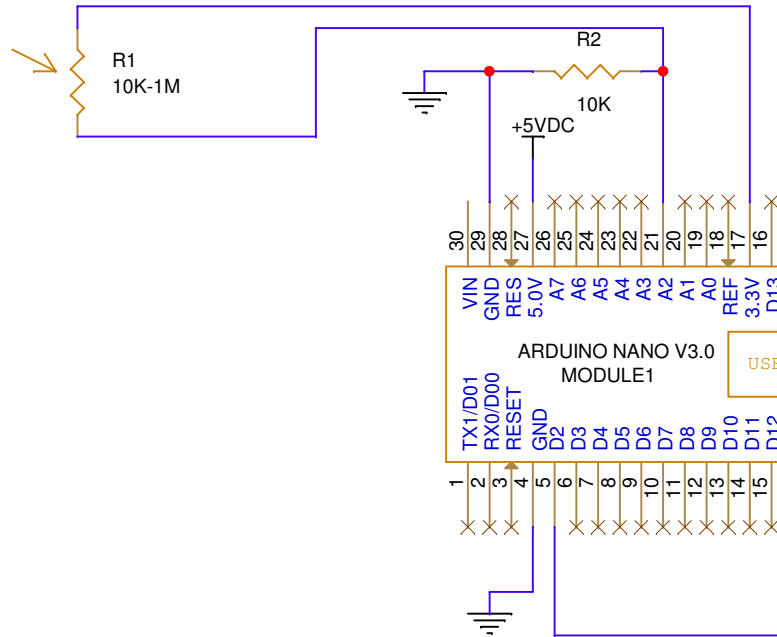 R1
10K-1M
R2
10K
+5VDC
30
29
28
27
26
25
24
23
22
21
20
19
18
17
16
VIN
GND
RES
5.0V
A7
A6
A5
A4
A3
A2
A1
A0
REF
3.3V
D13
ARDUINO NANO V3.0
MODULE1
USB
TX1/D01
RX0/D00
RESET
GND
D2
D3
D4
D5
D6
D7
D8
D9
D10
D11
D12
1
2
3
4
5
6
7
8
9
10
11
12
13
14
15